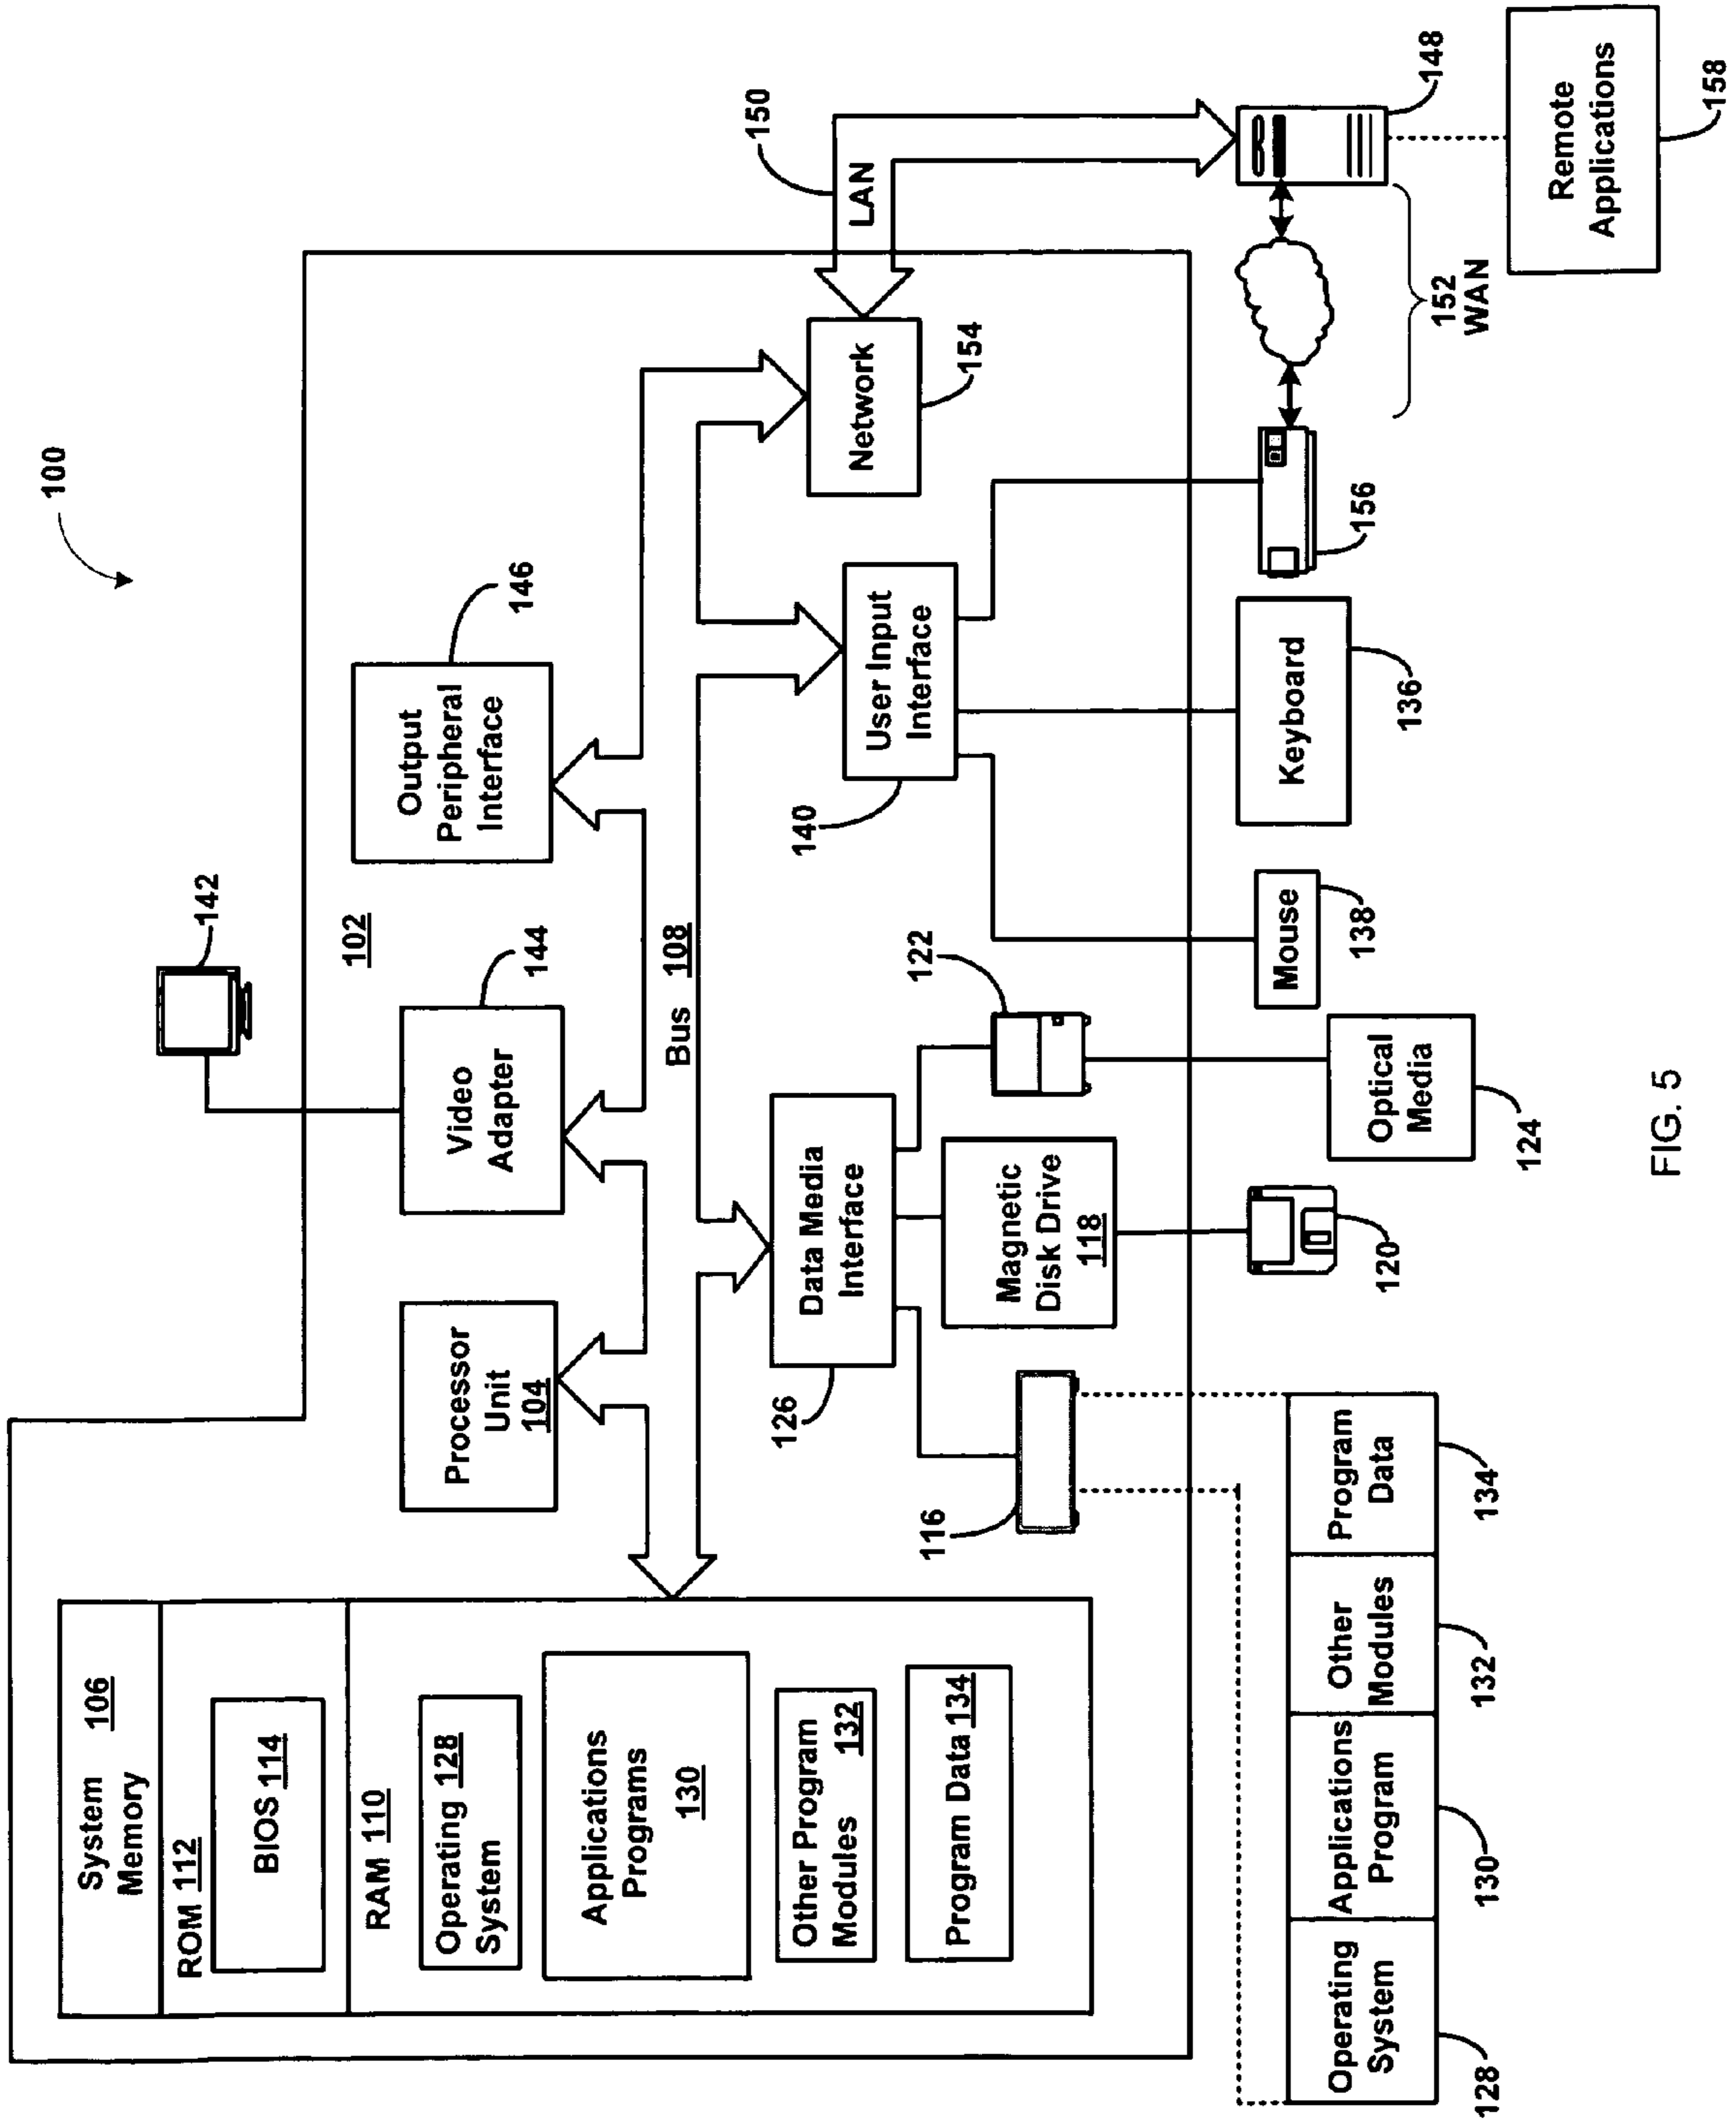 100
142
System 106
Memory
ROM 112
BIOS 114
RAM 110
Operating 128
System
Applications
Programs
130
Other Program
Modules 132
Program Data 134
Processor
Unit
104
Video
Adapter
144
102
Output
Peripheral
Interface
146
Bus 108
Data Media
Interface
126
User Input
Interface
140
Network
154
LAN
150
116
Magnetic
Disk Drive
118
122
Operating
System
128
Applications
Program
130
Other
Modules
132
Program
Data
134
120
Optical
Media
124
Mouse
138
Keyboard
136
156
152
WAN
148
Remote
Applications
158
FIG. 5